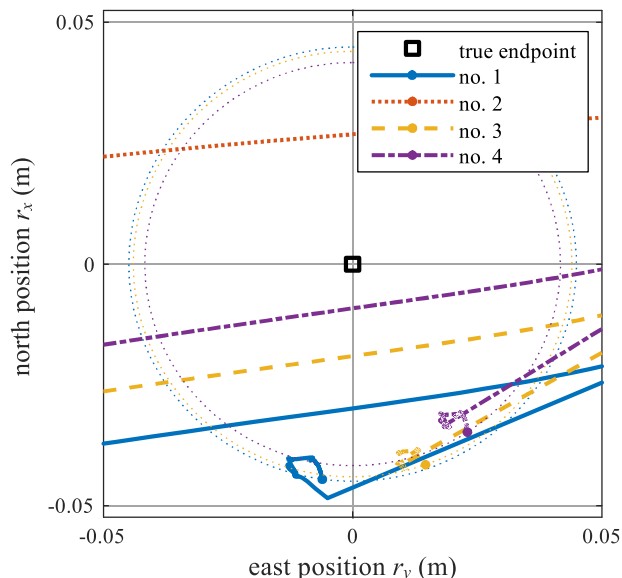 0.05
true endpoint
no. 1
no. 2
no. 3
no. 4
north position r_x (m)
0
-0.05
-0.05
0
0.05
east position r_y (m)